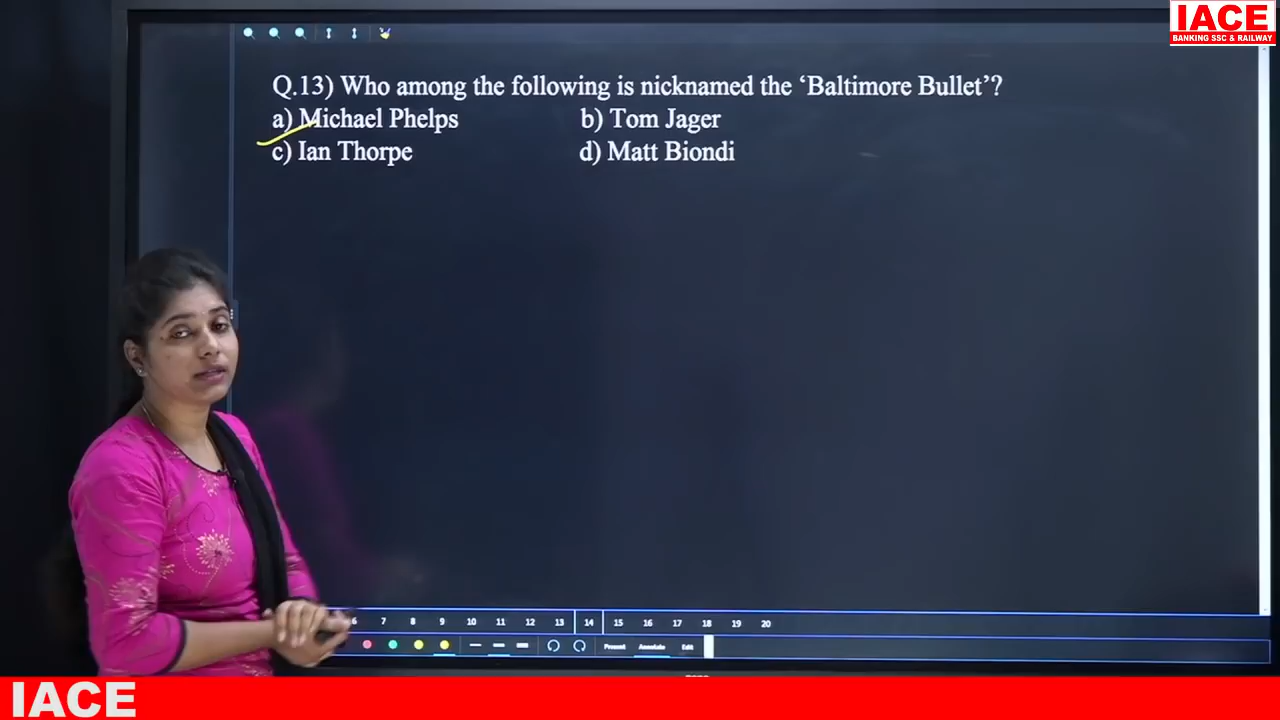 IACE
BANKING SSC & RAILWAY
Q.13) Who among the following is nicknamed the ‘Baltimore Bullet’?
a) Michael Phelps b) Tom Jager
c) Ian Thorpe d) Matt Biondi
6 7 8 9 10 11 12 13 14 15 16 17 18 19 20
Present Annotate Edit
IACE